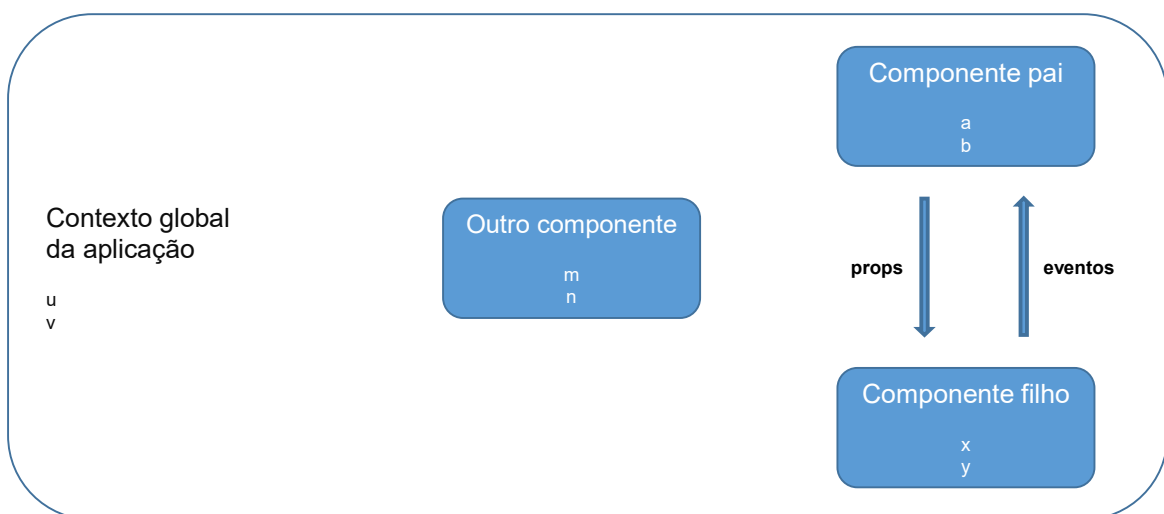 Contexto global
da aplicação
u
v
Outro componente
m
n
Componente pai
a
b
props
eventos
Componente filho
x
y